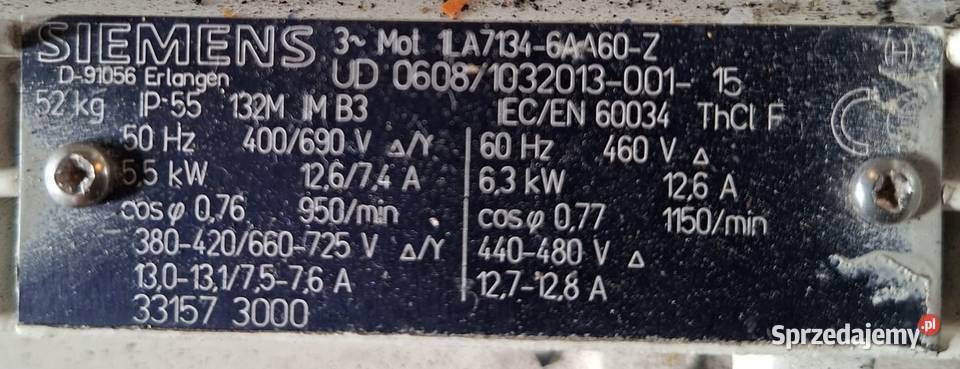 SIEMENS 3~ Mot 1LA7134-6AA60-Z (H)
D-91056 Erlangen UD 0608/1032013-001- 15
52 kg IP 55 132M IM B3 IEC/EN 60034 ThCl F CE
50 Hz 400/690 V Δ/Y 60 Hz 460 V Δ
5,5 kW 12,6/7,4 A 6,3 kW 12,6 A
cosφ 0,76 950/min cosφ 0,77 1150/min
380-420/660-725 V Δ/Y 440-480 V Δ
13,0-13,1/7,5-7,6 A 12,7-12,8 A
33157 3000
Sprzedajemy.pl